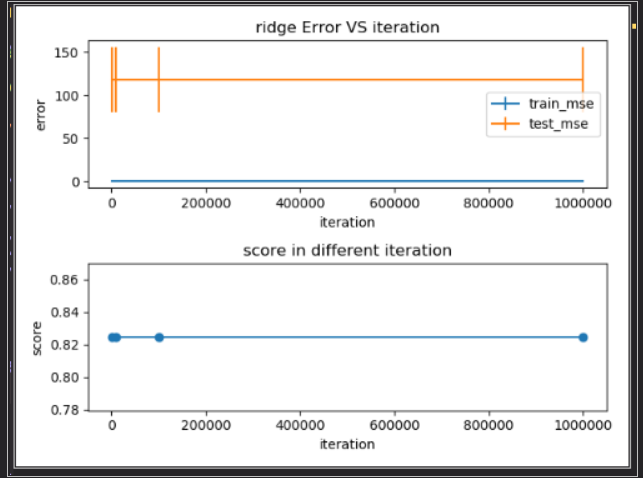 ridge Error VS iteration
150
100
50
0
error
train_mse
test_mse
0 200000 400000 600000 800000 1000000
iteration
score in different iteration
0.86
0.84
0.82
0.80
0.78
score
0 200000 400000 600000 800000 1000000
iteration